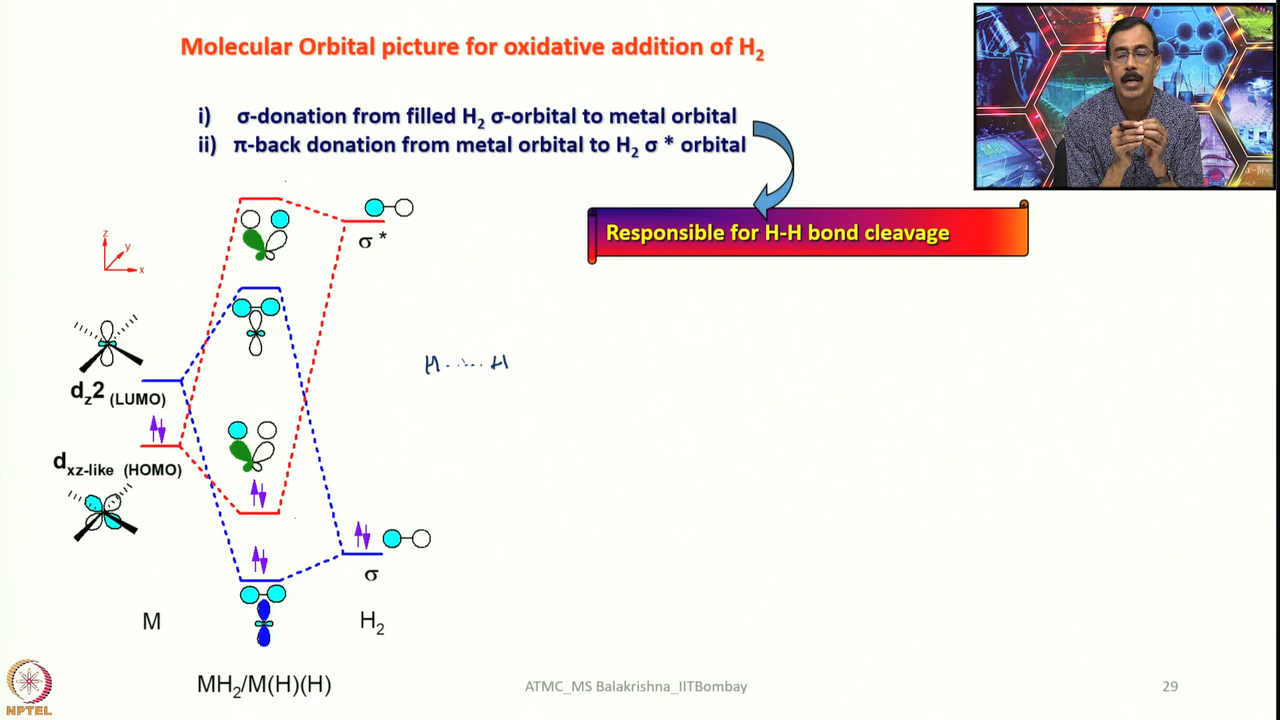 Molecular Orbital picture for oxidative addition of H2
i) σ-donation from filled H2 σ-orbital to metal orbital
ii) π-back donation from metal orbital to H2 σ * orbital
Responsible for H-H bond cleavage
z
y
x
σ *
H......H
dz2 (LUMO)
dxz-like (HOMO)
σ
M
H2
MH2/M(H)(H)
NPTEL
ATMC_MS Balakrishna_IITBombay
29